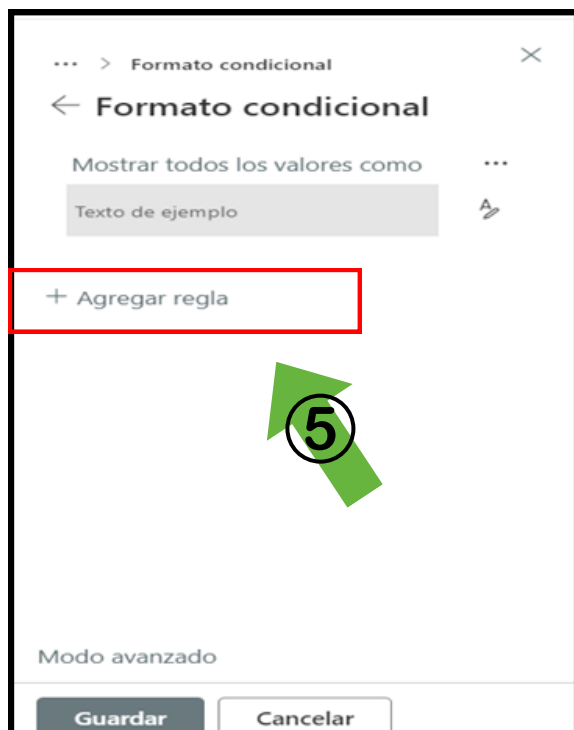 ... > Formato condicional
← Formato condicional
Mostrar todos los valores como ...
Texto de ejemplo
+ Agregar regla
⑤
Modo avanzado
Guardar Cancelar